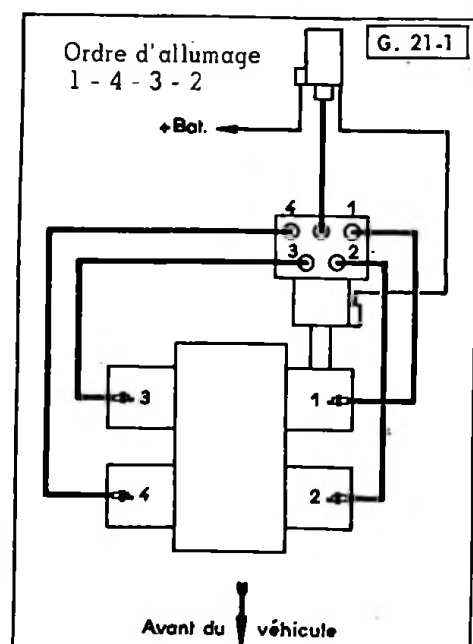 Ordre d'allumage
1 - 4 - 3 - 2
G. 21-1
+Bat.
4 1
3 2
3 1
4 2
Avant du véhicule